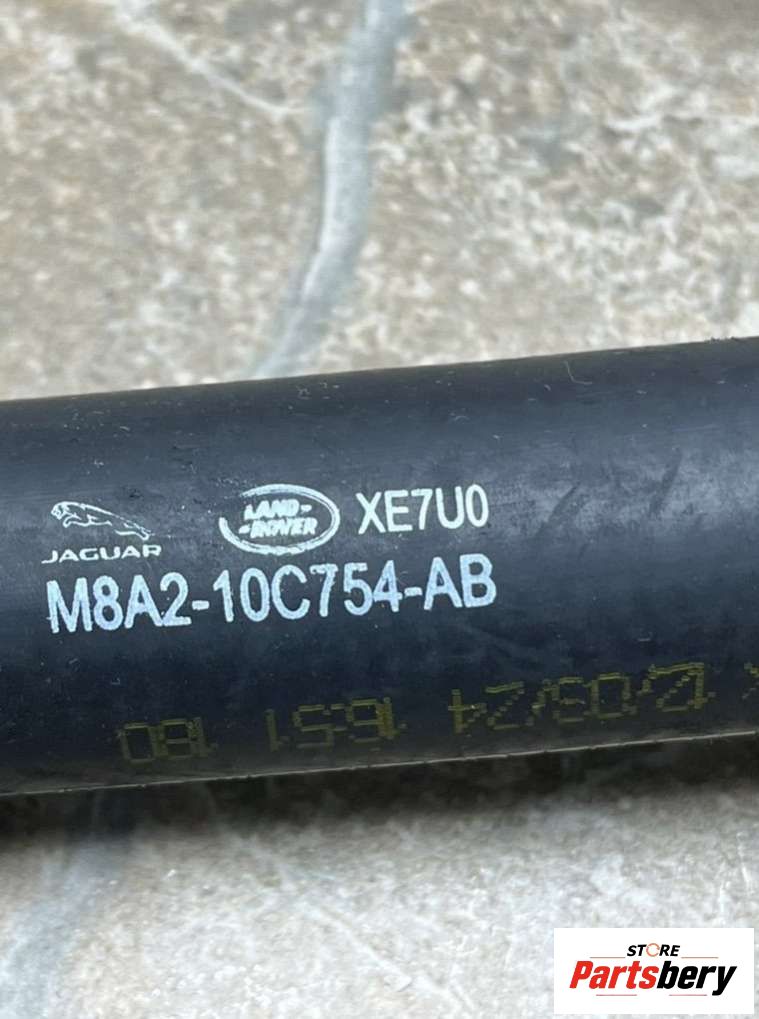 JAGUAR LAND-ROVER XE7U0
M8A2-10C754-AB
STORE
Partsbery